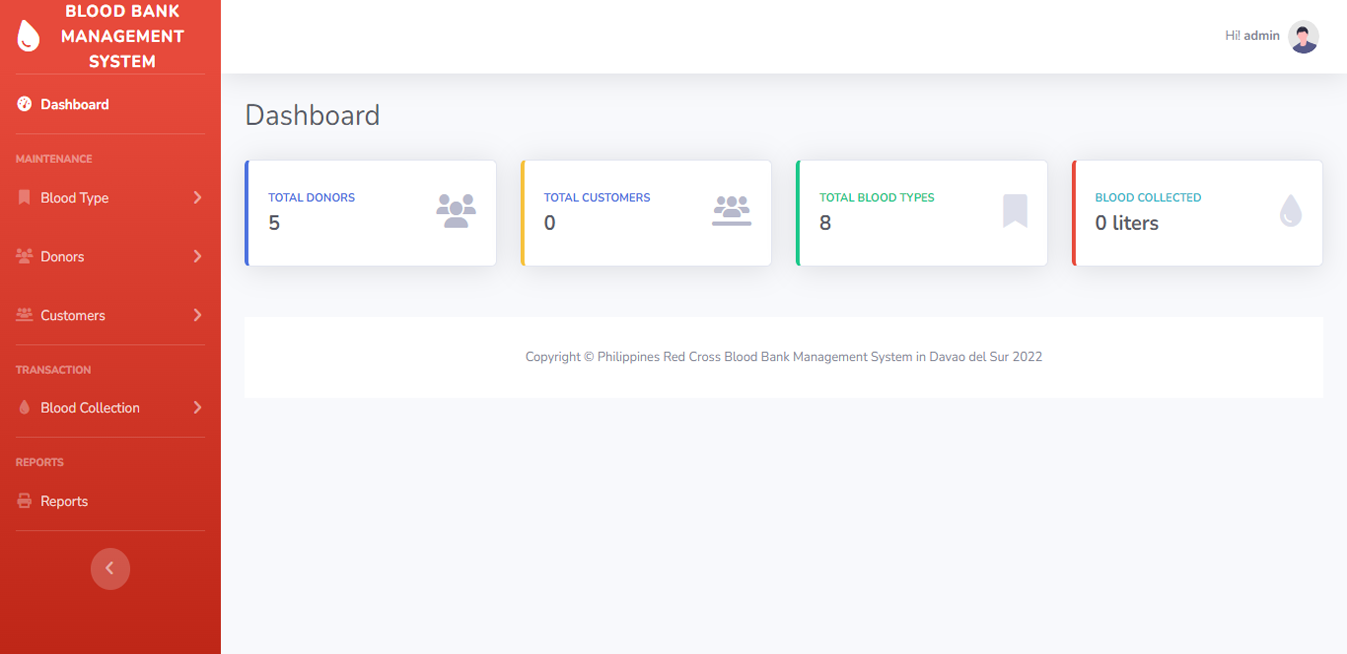 BLOOD BANK
MANAGEMENT
SYSTEM
Dashboard
MAINTENANCE
Blood Type
Donors
Customers
TRANSACTION
Blood Collection
REPORTS
Reports
Hi! admin
Dashboard
TOTAL DONORS
5
TOTAL CUSTOMERS
0
TOTAL BLOOD TYPES
8
BLOOD COLLECTED
0 liters
Copyright © Philippines Red Cross Blood Bank Management System in Davao del Sur 2022